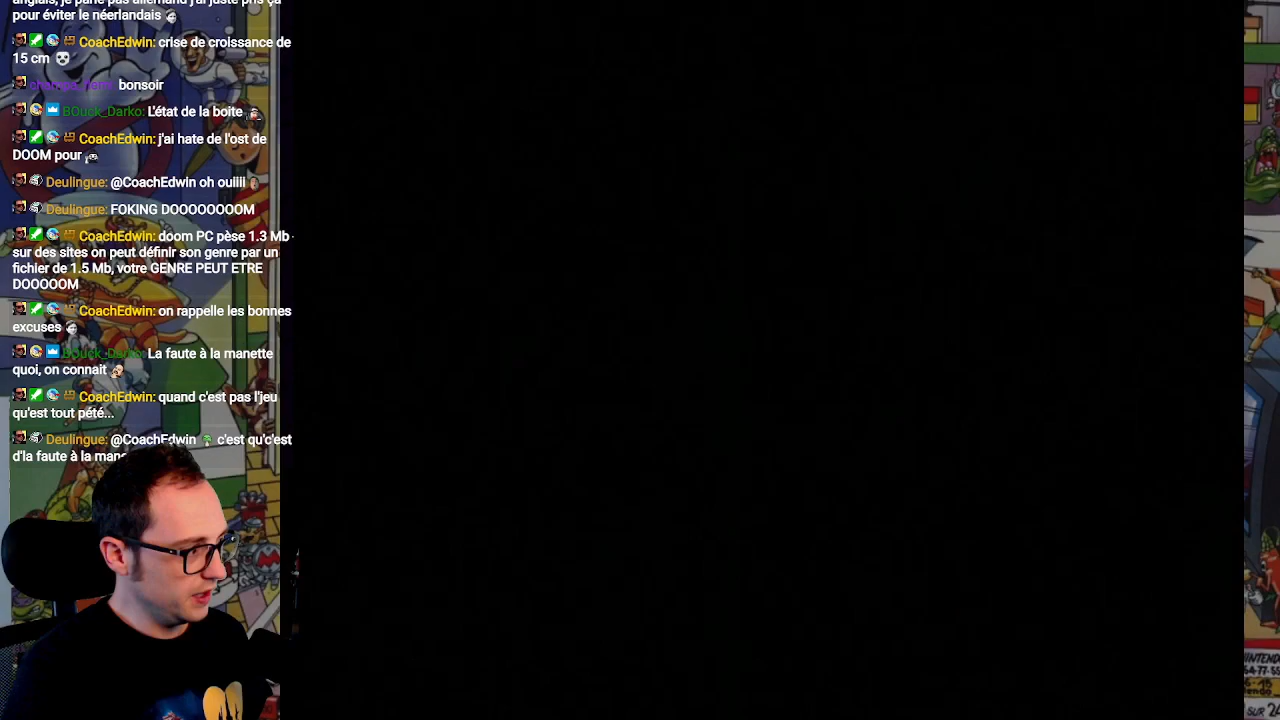 anglais, je parle pas allemand j'ai juste pris ça
pour éviter le néerlandais
CoachEdwin: crise de croissance de
15 cm
bonsoir
BOuck_Darko: L'état de la boite
CoachEdwin: j'ai hate de l'ost de
DOOM pour
Deulingue: @CoachEdwin oh ouiiii
Deulingue: FOKING DOOOOOOOOM
CoachEdwin: doom PC pèse 1.3 Mb
sur des sites on peut définir son genre par un
fichier de 1.5 Mb, votre GENRE PEUT ETRE
DOOOOOM
CoachEdwin: on rappelle les bonnes
excuses
BOuck_Darko: La faute à la manette
quoi, on connait
CoachEdwin: quand c'est pas l'jeu
qu'est tout pété...
Deulingue: @CoachEdwin c'est qu'c'est
d'la faute à la
SUR